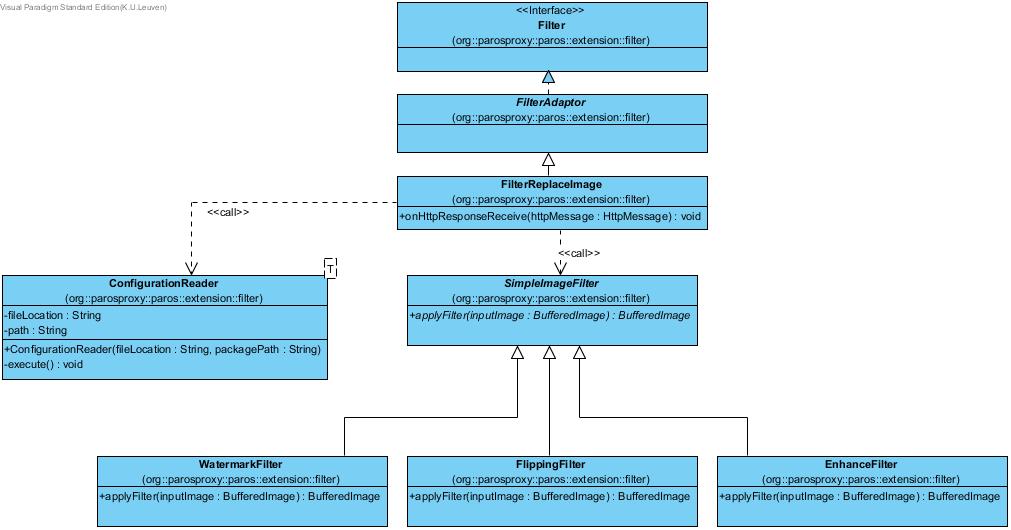 Visual Paradigm Standard Edition(K.U.Leuven)
<<Interface>>
Filter
(org::parosproxy::paros::extension::filter)
FilterAdaptor
(org::parosproxy::paros::extension::filter)
FilterReplaceImage
(org::parosproxy::paros::extension::filter)
+onHttpResponseReceive(httpMessage : HttpMessage) : void
<<call>>
<<call>>
T
ConfigurationReader
(org::parosproxy::paros::extension::filter)
-fileLocation : String
-path : String
+ConfigurationReader(fileLocation : String, packagePath : String)
-execute() : void
SimpleImageFilter
(org::parosproxy::paros::extension::filter)
+applyFilter(inputImage : BufferedImage) : BufferedImage
WatermarkFilter
(org::parosproxy::paros::extension::filter)
+applyFilter(inputImage : BufferedImage) : BufferedImage
FlippingFilter
(org::parosproxy::paros::extension::filter)
+applyFilter(inputImage : BufferedImage) : BufferedImage
EnhanceFilter
(org::parosproxy::paros::extension::filter)
+applyFilter(inputImage : BufferedImage) : BufferedImage